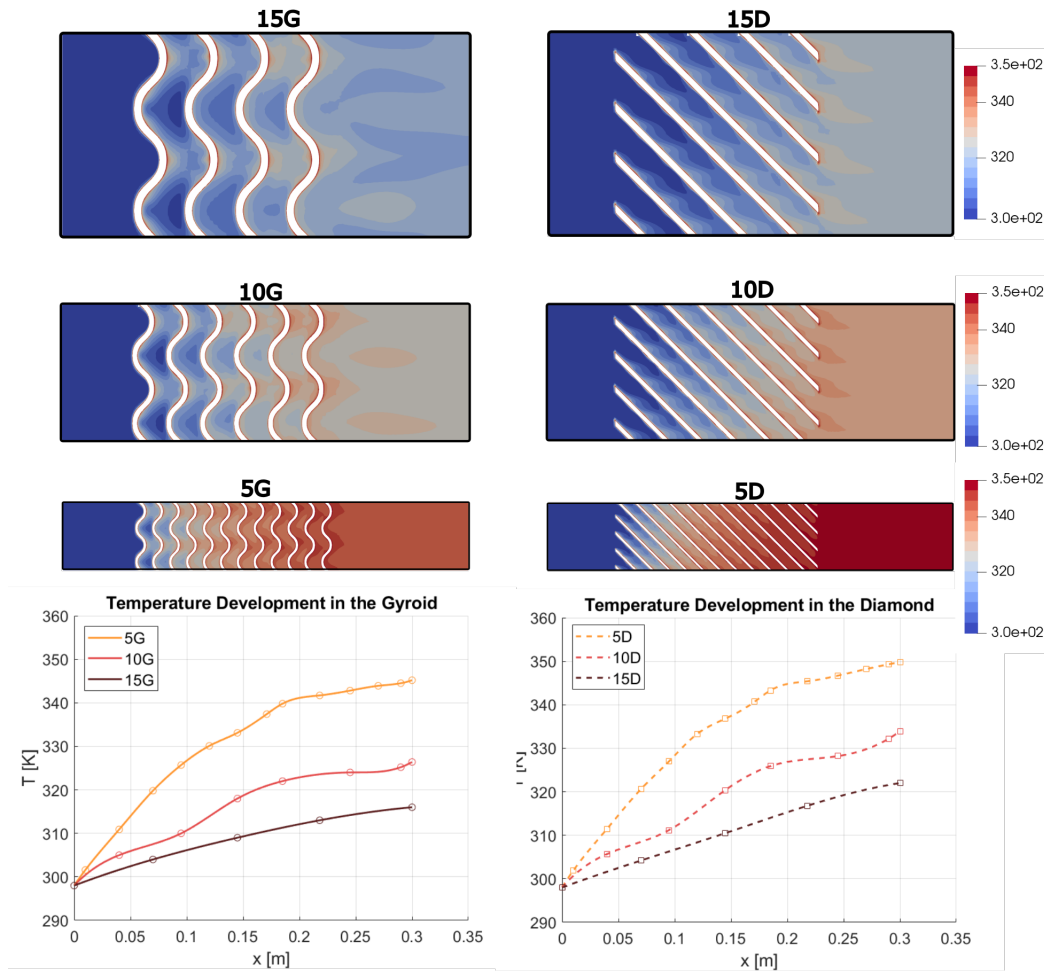 15G
15D
3.5e+02
340
320
3.0e+02
10G
10D
3.5e+02
340
320
3.0e+02
5G
5D
3.5e+02
340
320
3.0e+02
Temperature Development in the Gyroid
360
350
340
330
320
310
300
290
T [K]
5G
10G
15G
0 0.05 0.1 0.15 0.2 0.25 0.3 0.35
x [m]
Temperature Development in the Diamond
360
350
340
330
320
310
300
290
5D
10D
15D
0 0.05 0.1 0.15 0.2 0.25 0.3 0.35
x [m]